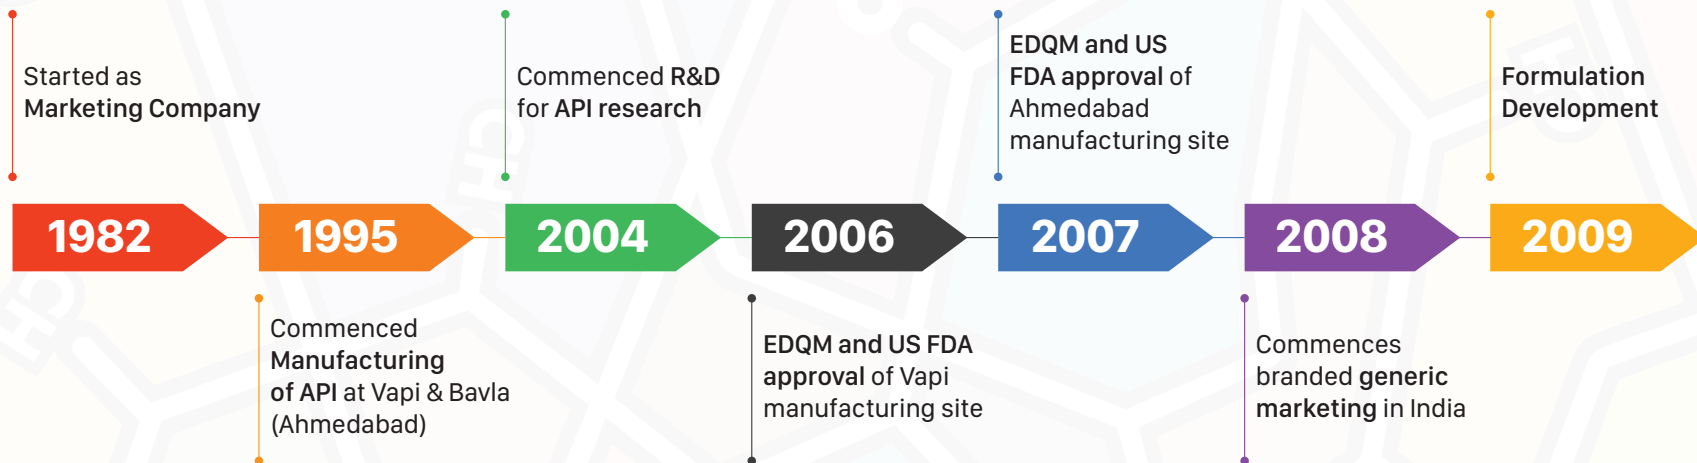 Started as
Marketing Company
Commenced R&D
for API research
EDQM and US
FDA approval of
Ahmedabad
manufacturing site
Formulation
Development
1982
1995
2004
2006
2007
2008
2009
Commenced
Manufacturing
of API at Vapi & Bavla
(Ahmedabad)
EDQM and US FDA
approval of Vapi
manufacturing site
Commences
branded generic
marketing in India
CH
CH